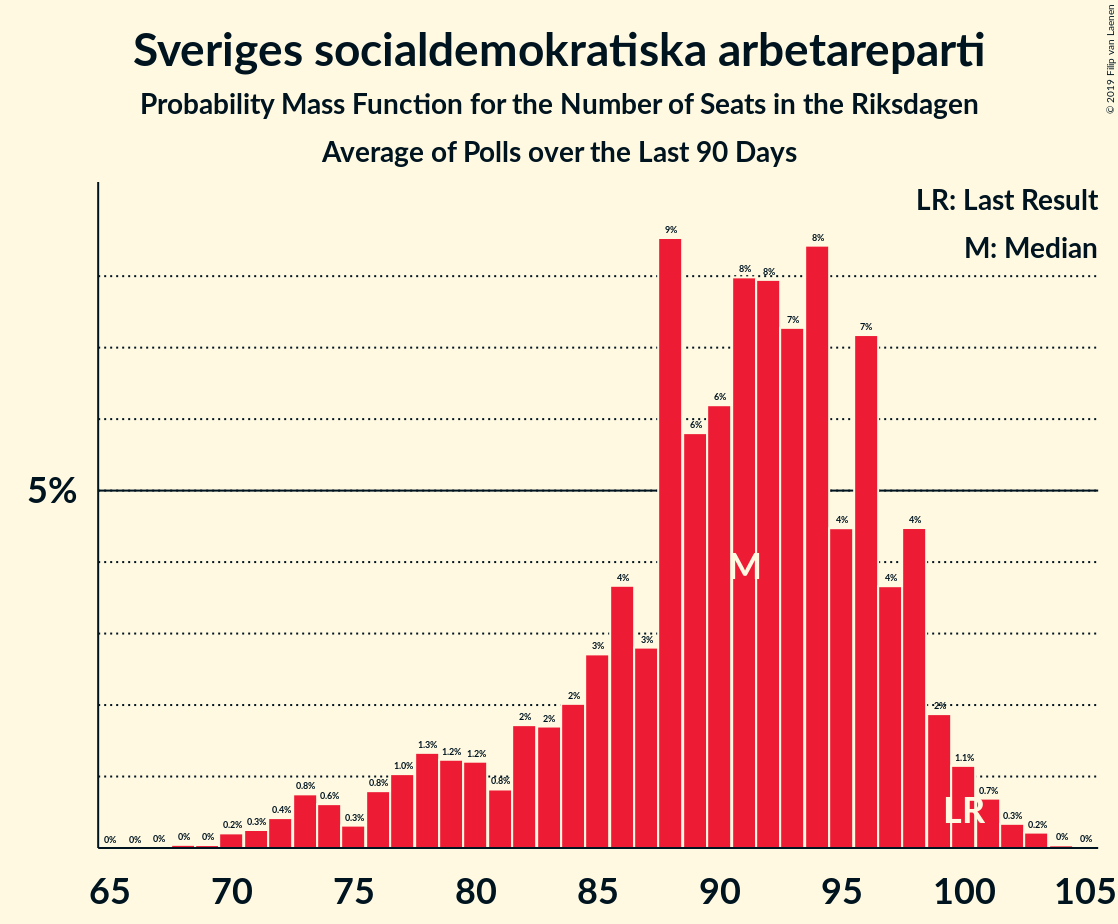 © 2019 Filip van Laenen
Sveriges socialdemokratiska arbetareparti
Probability Mass Function for the Number of Seats in the Riksdagen
Average of Polls over the Last 90 Days
LR: Last Result
M: Median
5%
0% 0% 0% 0% 0% 0.2% 0.3% 0.4% 0.8% 0.6% 0.3% 0.8% 1.0% 1.3% 1.2% 1.2% 0.8% 2% 2% 2% 3% 4% 3% 9% 6% 6% 8% 8% 7% 8% 4% 7% 4% 4% 2% 1.1% 0.7% 0.3% 0.2% 0% 0%
M
LR
65 70 75 80 85 90 95 100 105